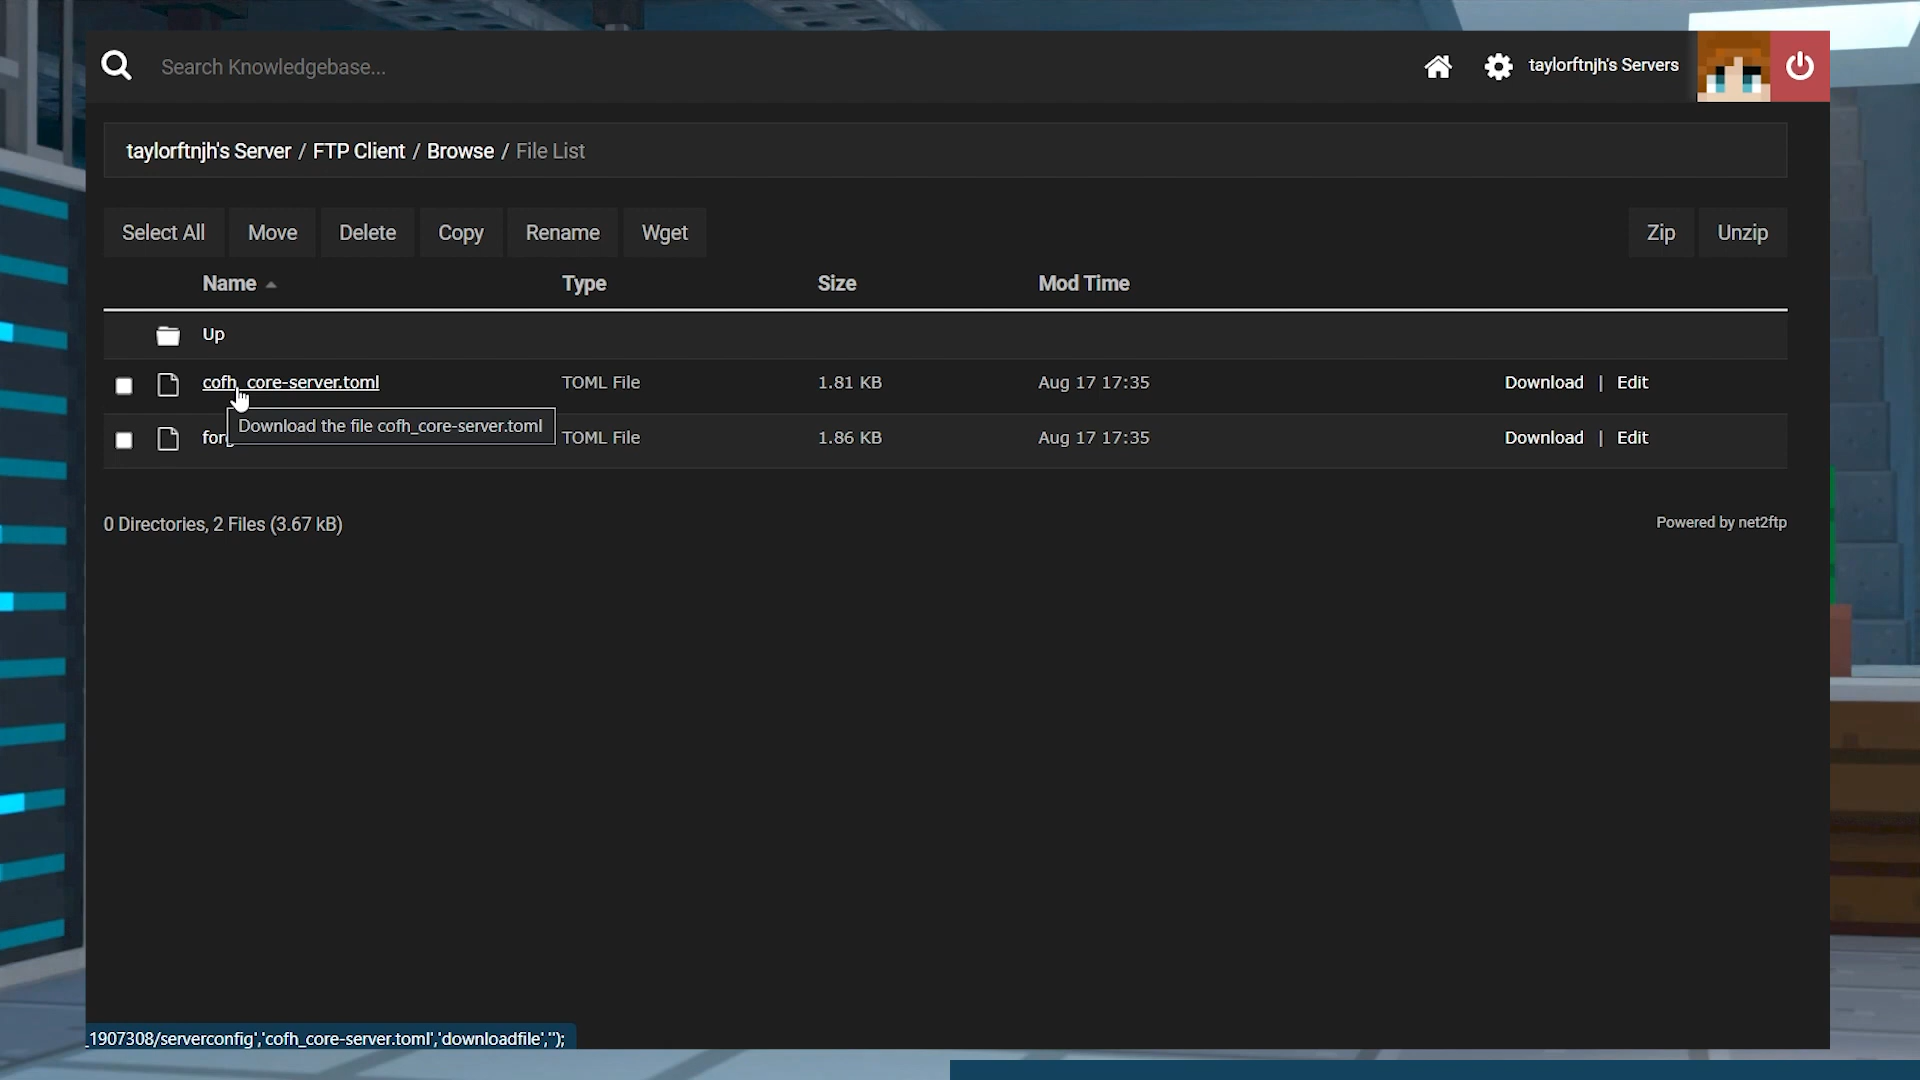 Search Knowledgebase...
taylorftnjh's Servers
taylorftnjh's Server / FTP Client / Browse / File List
Select All Move Delete Copy Rename Wget Zip Unzip
Name Type Size Mod Time
Up
cofh_core-server.toml TOML File 1.81 KB Aug 17 17:35 Download | Edit
Download the file cofh_core-server.toml
TOML File 1.86 KB Aug 17 17:35 Download | Edit
0 Directories, 2 Files (3.67 kB)
Powered by net2ftp
_1907308/serverconfig','cofh_core-server.toml','downloadfile','');